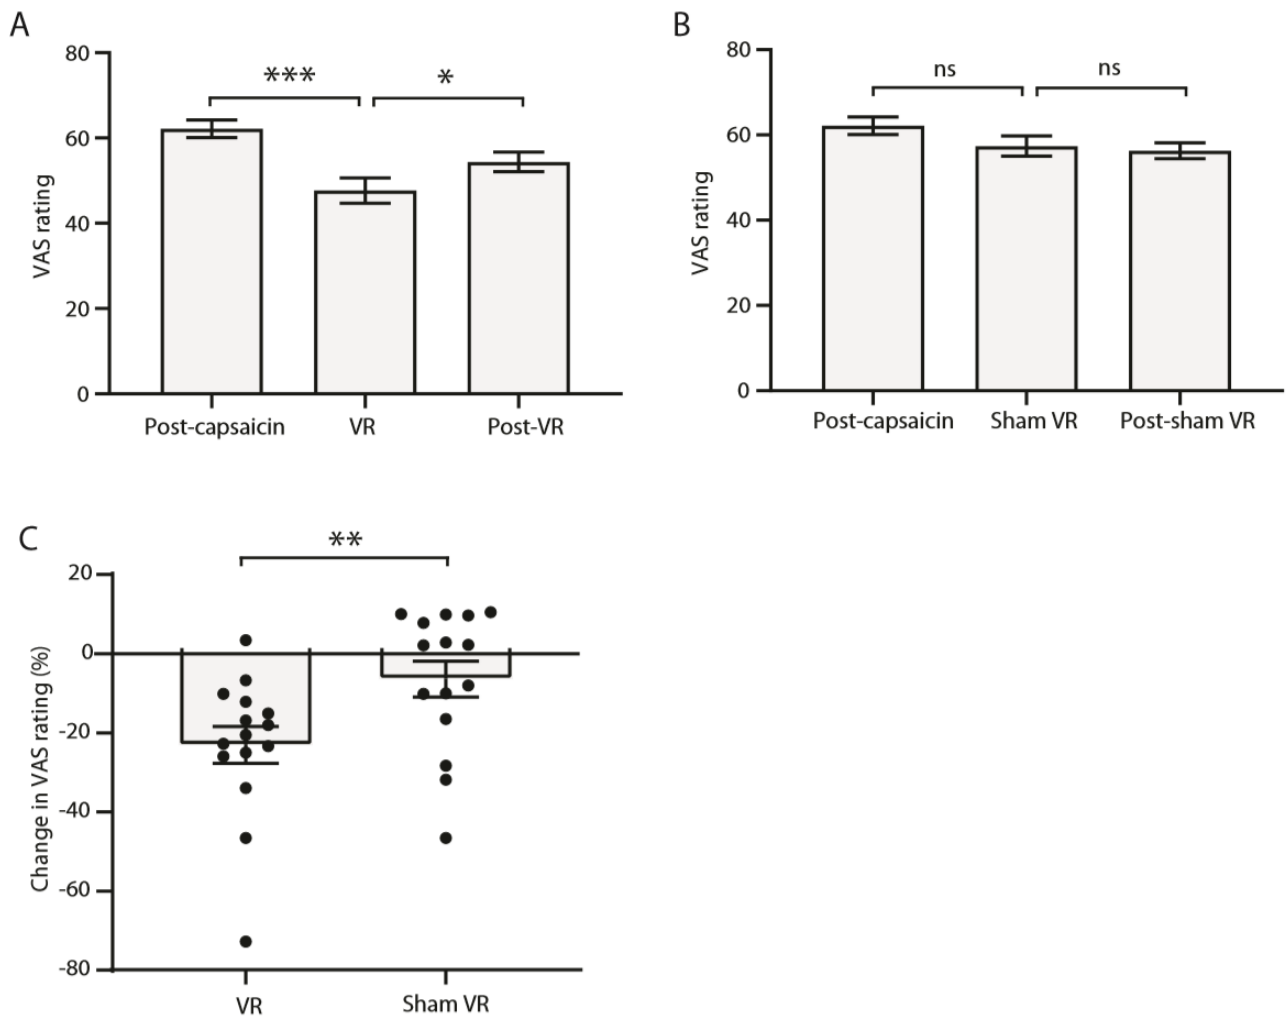 A
80
60
40
20
0
VAS rating
***
*
Post-capsaicin
VR
Post-VR
B
80
60
40
20
0
VAS rating
ns
ns
Post-capsaicin
Sham VR
Post-sham VR
C
20
0
-20
-40
-60
-80
Change in VAS rating (%)
**
VR
Sham VR